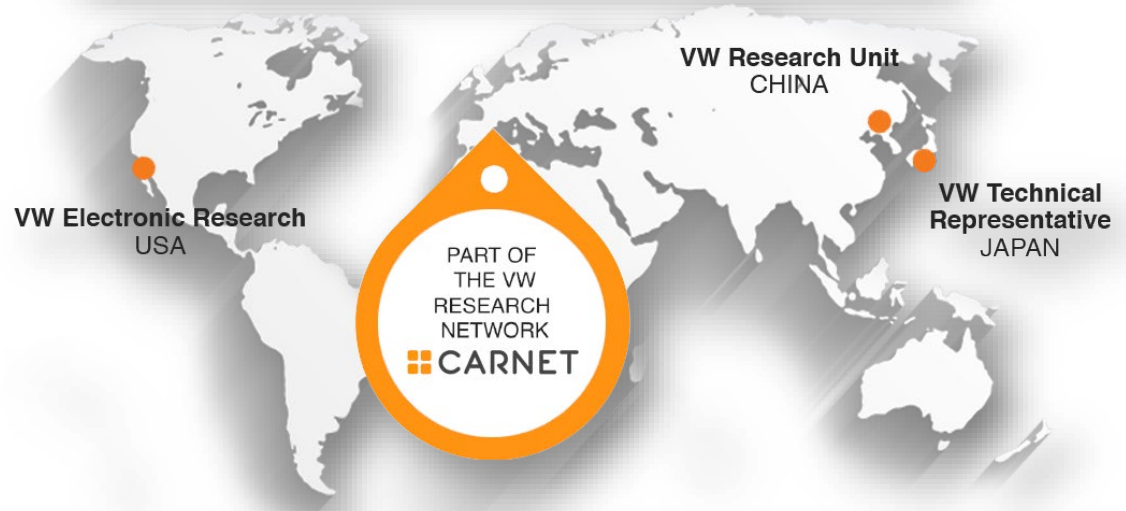 VW Research Unit
CHINA
VW Electronic Research
USA
VW Technical
Representative
JAPAN
PART OF
THE VW
RESEARCH
NETWORK
CARNET